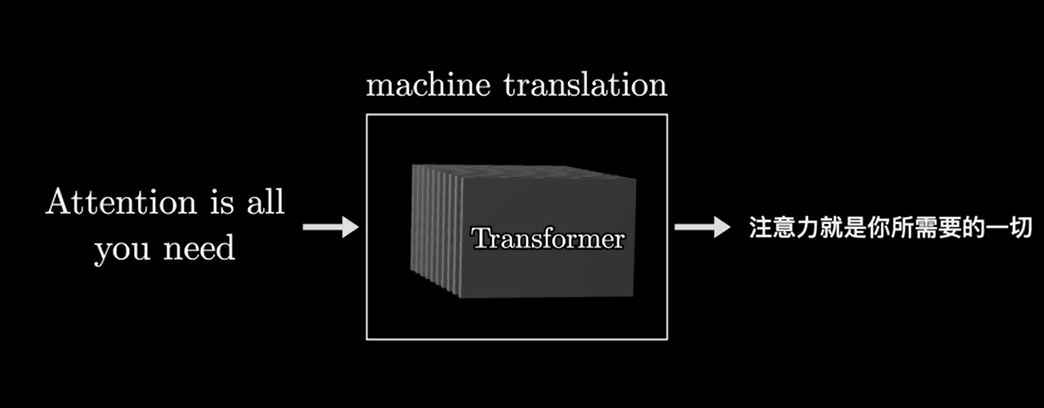 machine translation
Attention is all
you need
Transformer
注意力就是你所需要的一切